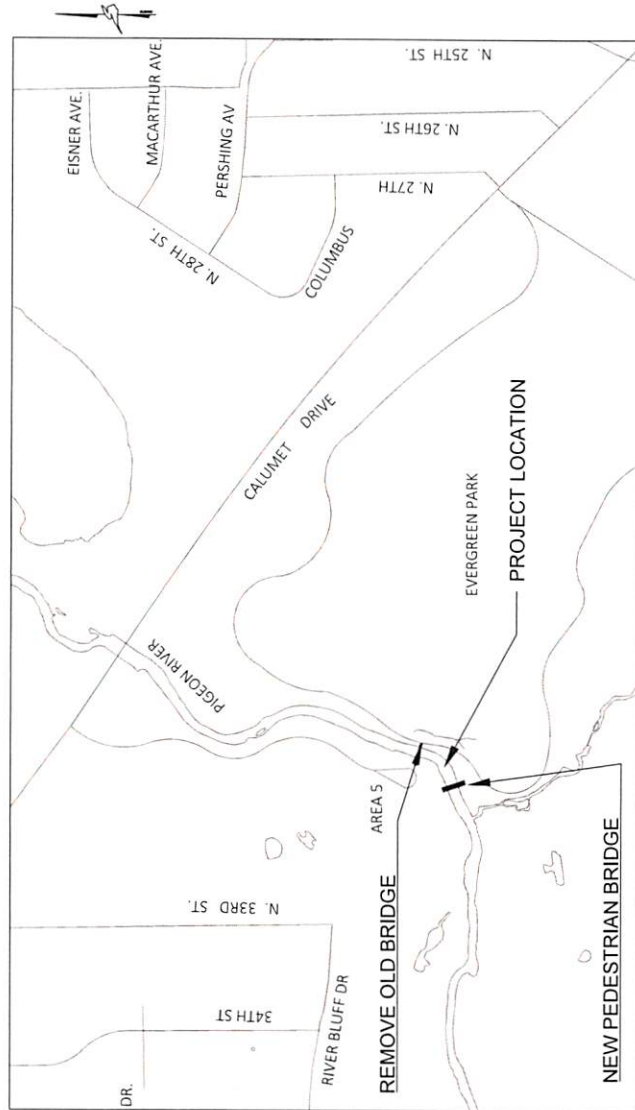 EISNER AVE.
MACARTHUR AVE.
PERSHING AV
N. 28TH ST.
COLUMBUS
N. 27TH
N. 26TH ST.
N. 25TH ST.
CALUMET DRIVE
PIGEON RIVER
EVERGREEN PARK
PROJECT LOCATION
AREA 5
REMOVE OLD BRIDGE
NEW PEDESTRIAN BRIDGE
N. 33RD ST.
34TH ST
RIVER BLUFF DR
DR.